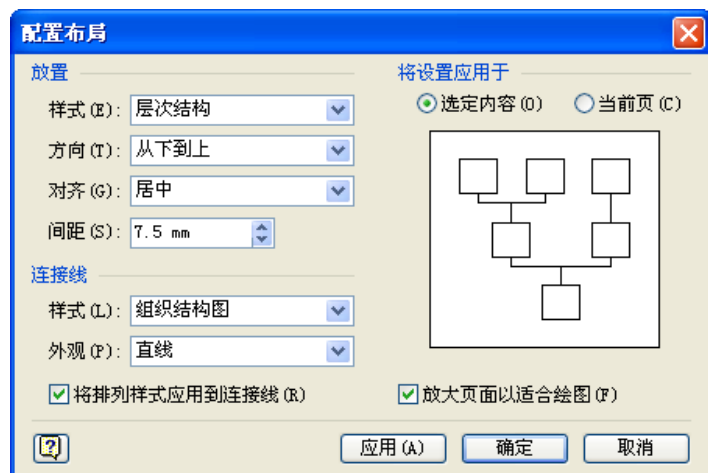 配置布局
放置
样式(E): 层次结构
方向(T): 从下到上
对齐(G): 居中
间距(S): 7.5 mm
连接线
样式(L): 组织结构图
外观(P): 直线
将排列样式应用到连接线(R)
将设置应用于
选定内容(O) 当前页(C)
放大页面以适合绘图(F)
应用(A) 确定 取消